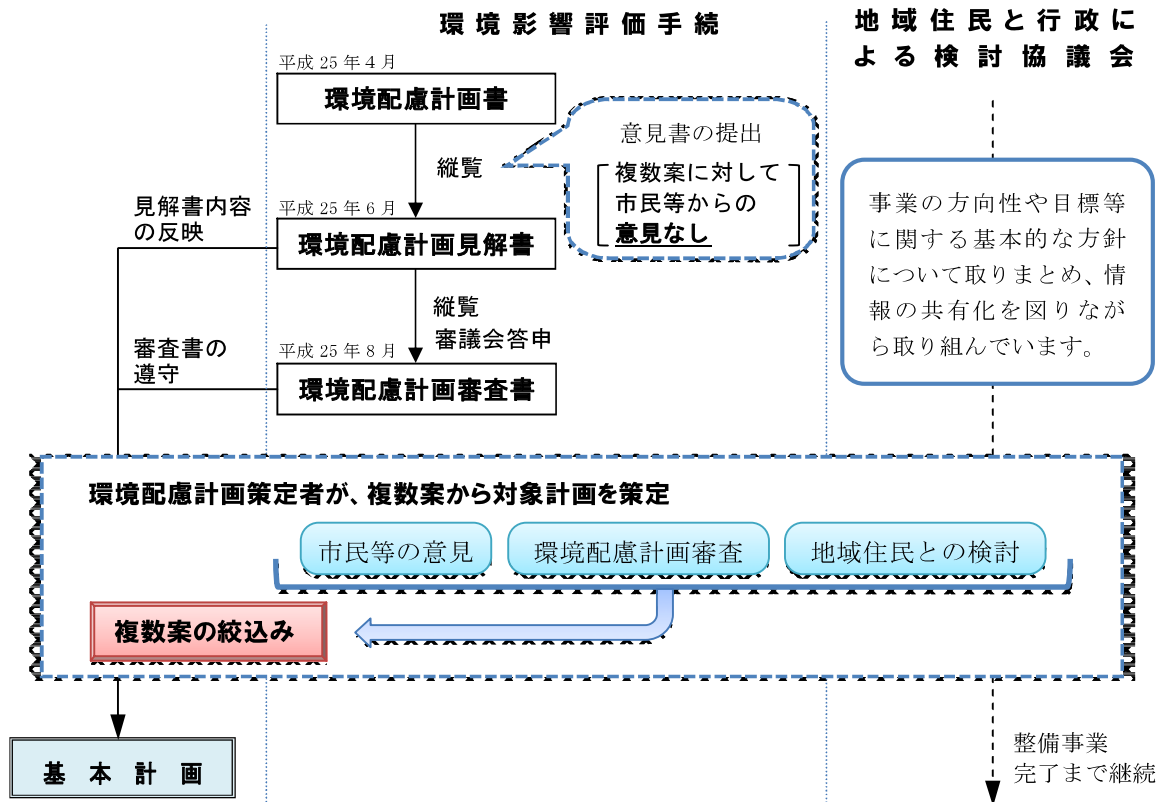 環境影響評価手続
地域住民と行政に
よる検討協議会
平成 25 年 4 月
環境配慮計画書
縦覧
意見書の提出
複数案に対して
市民等からの
意見なし
見解書内容
の反映
平成 25 年 6 月
環境配慮計画見解書
縦覧
審議会答申
審査書の
遵守
平成 25 年 8 月
環境配慮計画審査書
事業の方向性や目標等
に関する基本的な方針
について取りまとめ、情
報の共有化を図りなが
ら取り組んでいます。
環境配慮計画策定者が、複数案から対象計画を策定
市民等の意見
環境配慮計画審査
地域住民との検討
複数案の絞込み
基本計画
整備事業
完了まで継続